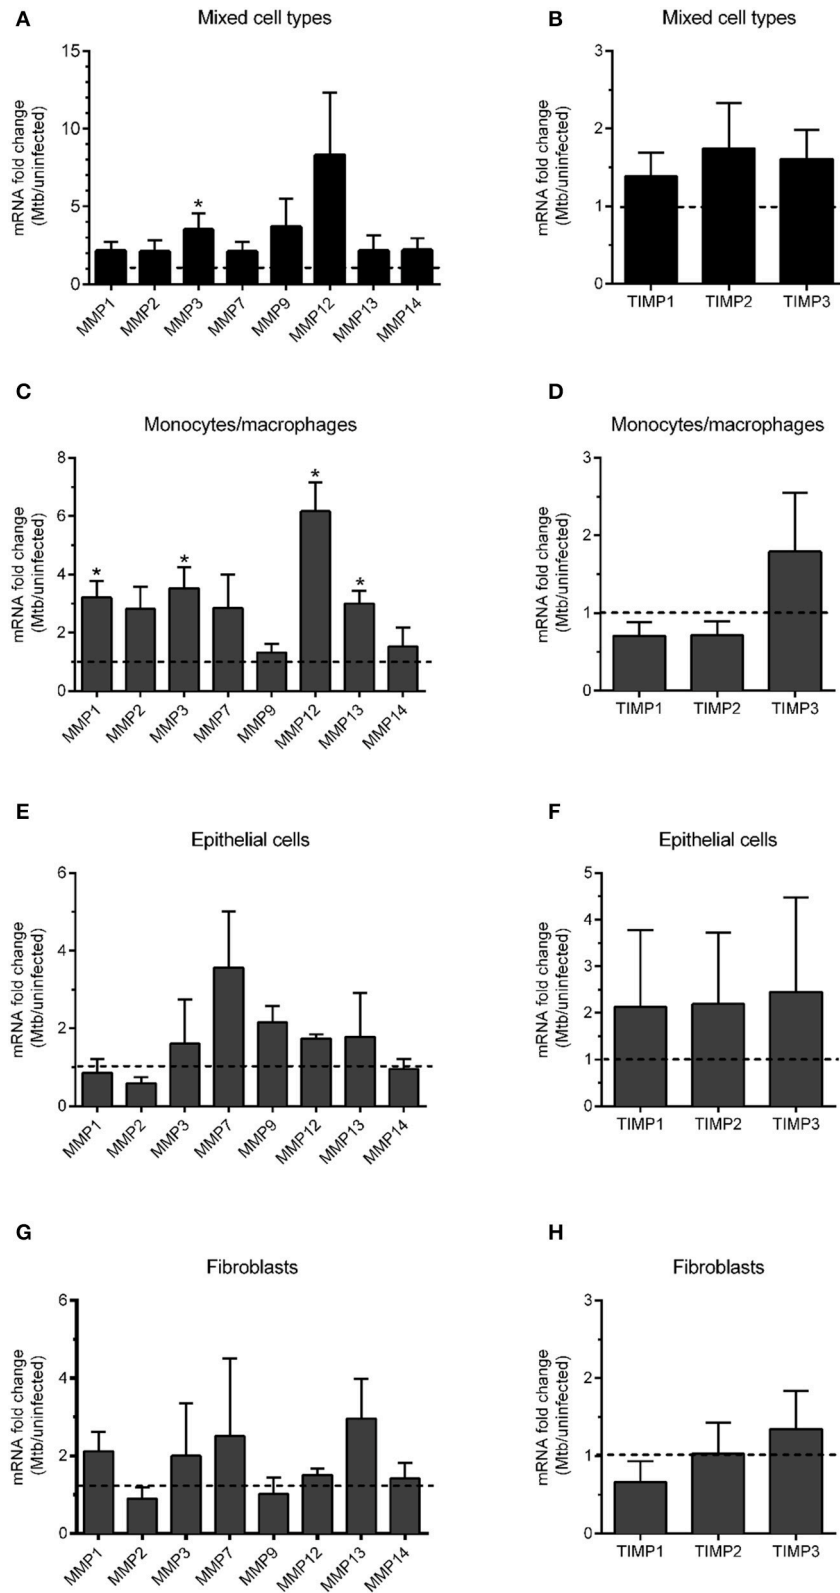 A
Mixed cell types
mRNA fold change
(Mtb/uninfected)
15
10
5
0
*
MMP1
MMP2
MMP3
MMP7
MMP9
MMP12
MMP13
MMP14
B
Mixed cell types
mRNA fold change
(Mtb/uninfected)
3
2
1
0
TIMP1
TIMP2
TIMP3
C
Monocytes/macrophages
mRNA fold change
(Mtb/uninfected)
8
6
4
2
0
*
*
*
*
MMP1
MMP2
MMP3
MMP7
MMP9
MMP12
MMP13
MMP14
D
Monocytes/macrophages
mRNA fold change
(Mtb/uninfected)
3
2
1
0
TIMP1
TIMP2
TIMP3
E
Epithelial cells
mRNA fold change
(Mtb/uninfected)
6
4
2
0
MMP1
MMP2
MMP3
MMP7
MMP9
MMP12
MMP13
MMP14
F
Epithelial cells
mRNA fold change
(Mtb/uninfected)
5
4
3
2
1
0
TIMP1
TIMP2
TIMP3
G
Fibroblasts
mRNA fold change
(Mtb/uninfected)
6
4
2
0
MMP1
MMP2
MMP3
MMP7
MMP9
MMP12
MMP13
MMP14
H
Fibroblasts
mRNA fold change
(Mtb/uninfected)
3
2
1
0
TIMP1
TIMP2
TIMP3